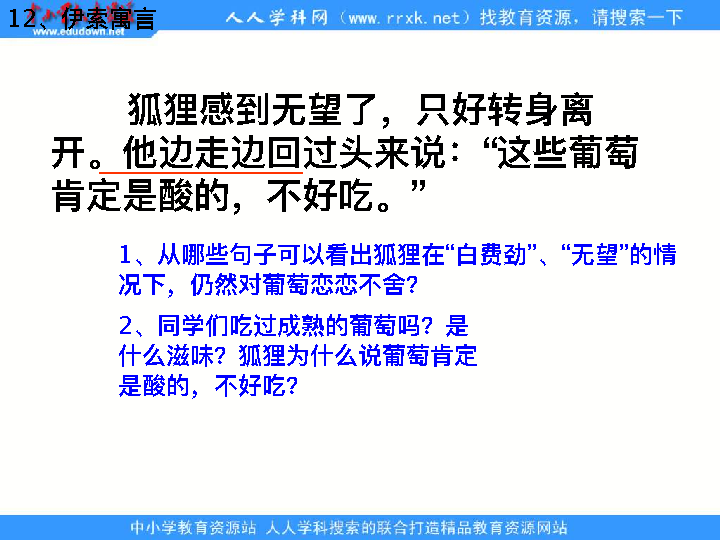 12、伊索寓言
www.edudown.net
人人学科网（www.rrxk.net）找教育资源，请搜索一下
狐狸感到无望了，只好转身离
开。他边走边回过头来说：“这些葡萄
肯定是酸的，不好吃。”
1、从哪些句子可以看出狐狸在“白费劲”、“无望”的情
况下，仍然对葡萄恋恋不舍？
2、同学们吃过成熟的葡萄吗？是
什么滋味？狐狸为什么说葡萄肯定
是酸的，不好吃？
中小学教育资源站 人人学科搜索的联合打造精品教育资源网站